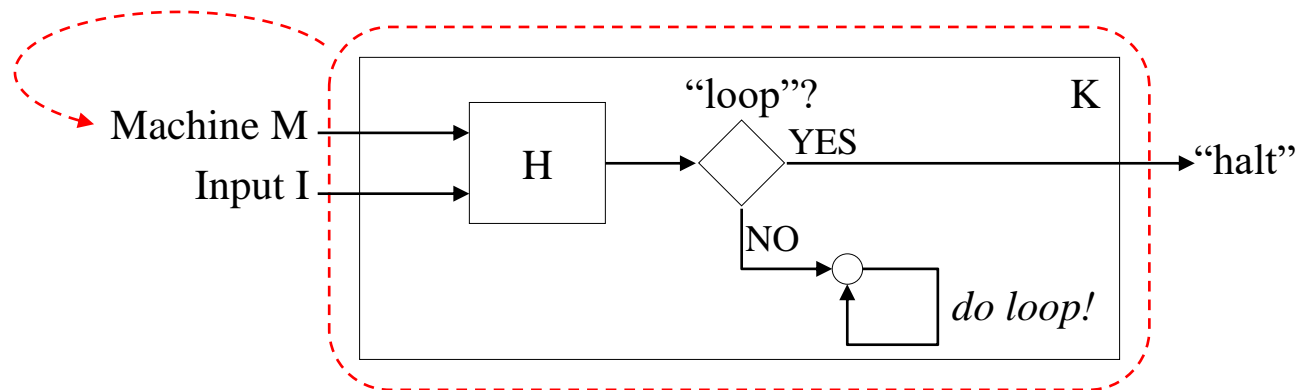 “loop”?
K
Machine M
YES
H
“halt”
Input I
NO
do loop!